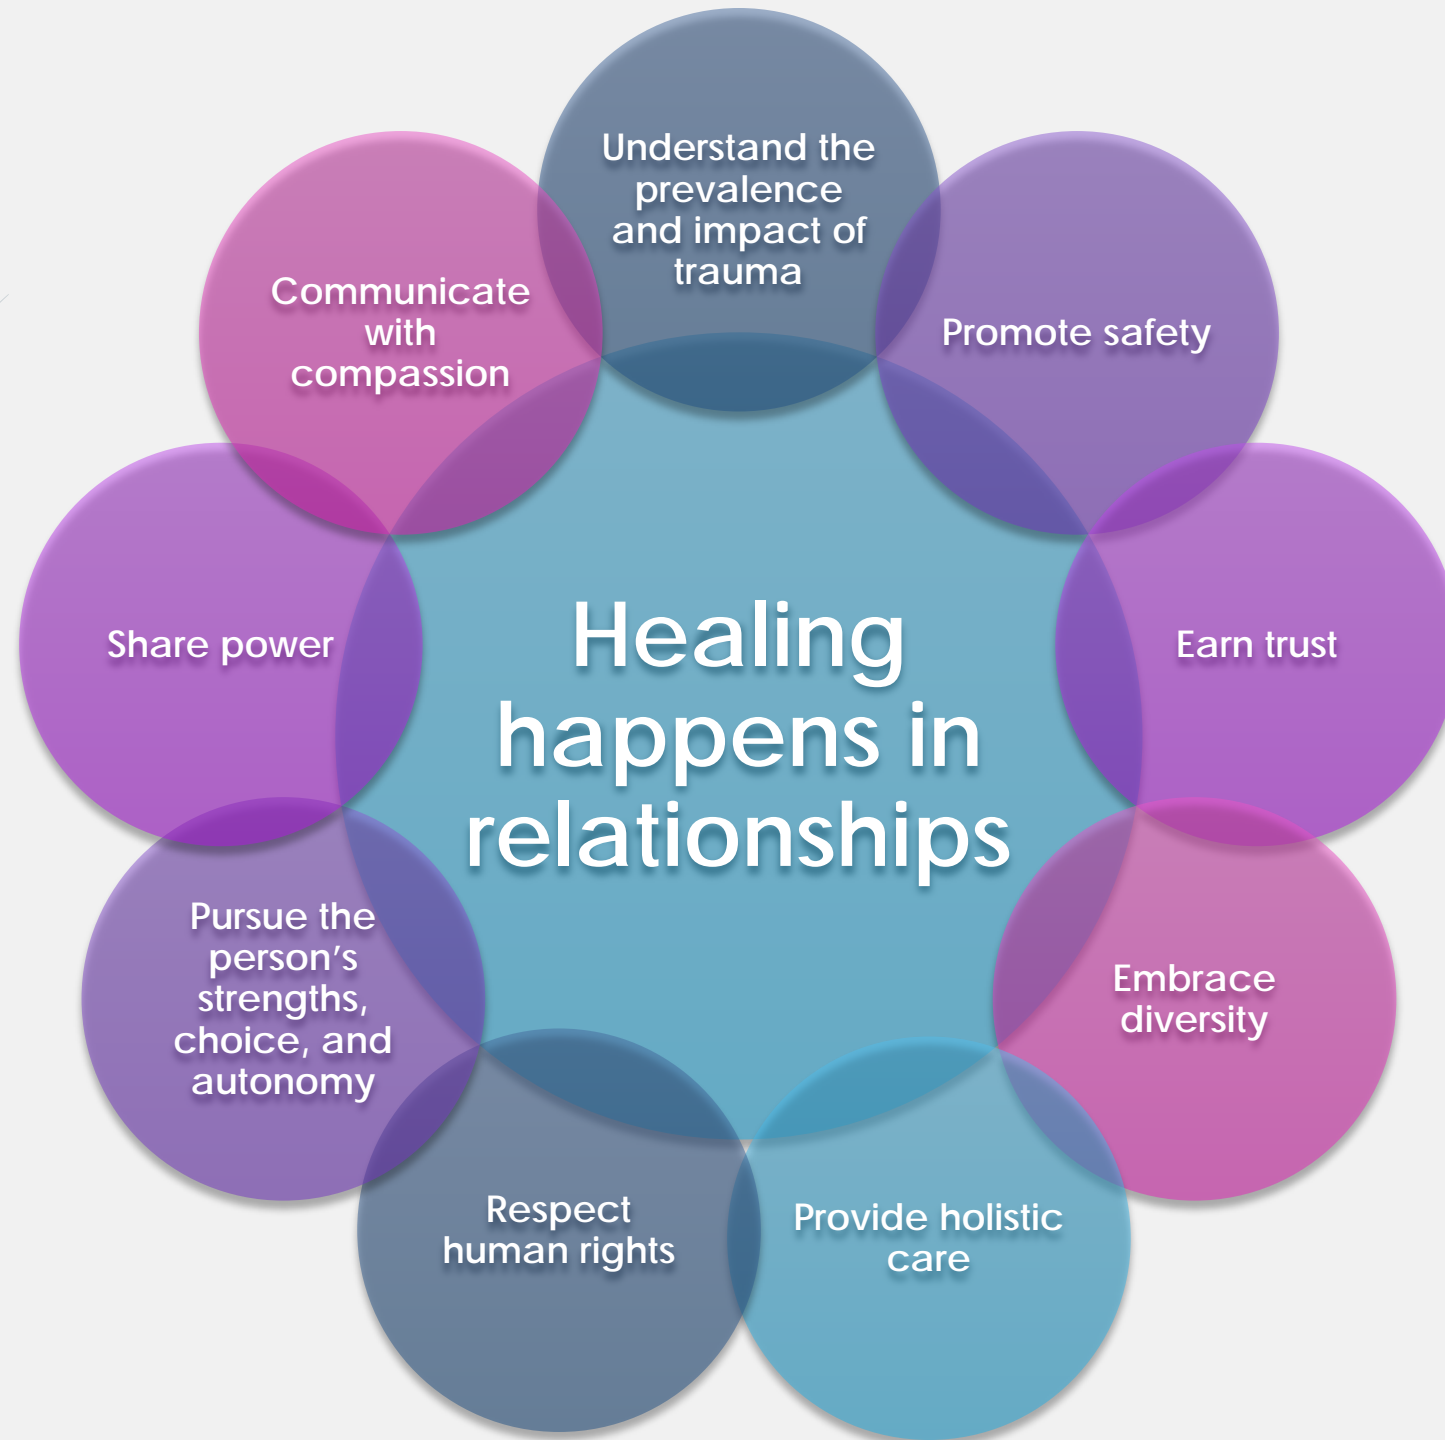 Understand the
prevalence
and impact of
trauma
Promote safety
Earn trust
Embrace
diversity
Provide holistic
care
Respect
human rights
Pursue the
person’s
strengths,
choice, and
autonomy
Share power
Communicate
with
compassion
Healing
happens in
relationships